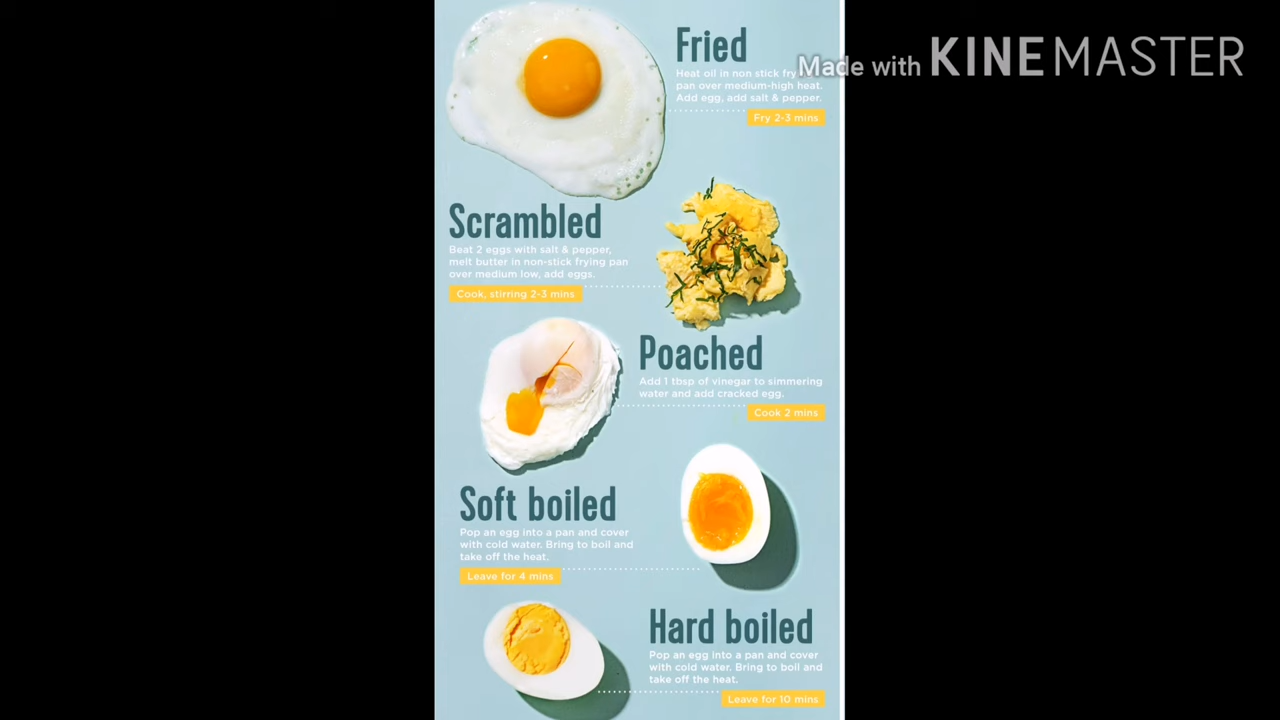 Fried
Made with KINEMASTER
Heat oil in non stick fry
pan over medium-high heat.
Add egg, add salt & pepper.
Fry 2-3 mins
Scrambled
Beat 2 eggs with salt & pepper,
melt butter in non-stick frying pan
over medium low, add eggs.
Cook, stirring 2-3 mins
Poached
Add 1 tbsp of vinegar to simmering
water and add cracked egg.
Cook 2 mins
Soft boiled
Pop an egg into a pan and cover
with cold water. Bring to boil and
take off the heat.
Leave for 4 mins
Hard boiled
Pop an egg into a pan and cover
with cold water. Bring to boil and
take off the heat.
Leave for 10 mins